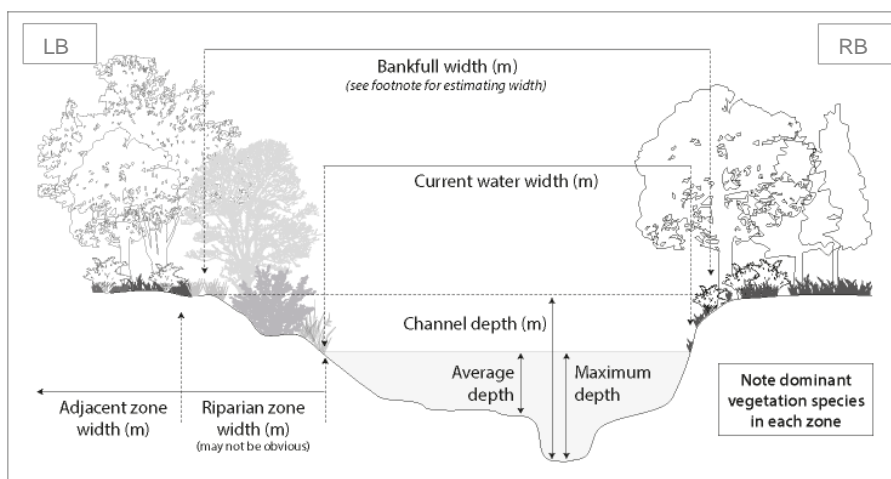 LB
RB
Bankfull width (m)
(see footnote for estimating width)
Current water width (m)
Channel depth (m)
Average
depth
Maximum
depth
Adjacent zone
width (m)
Riparian zone
width (m)
(may not be obvious)
Note dominant
vegetation species
in each zone